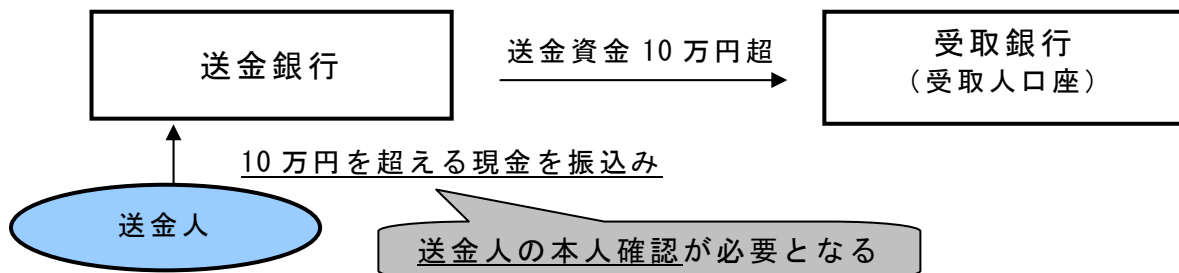 送金銀行
送金資金 10 万円超
受取銀行
（受取人口座）
10 万円を超える現金を振込み
送金人
送金人の本人確認が必要となる